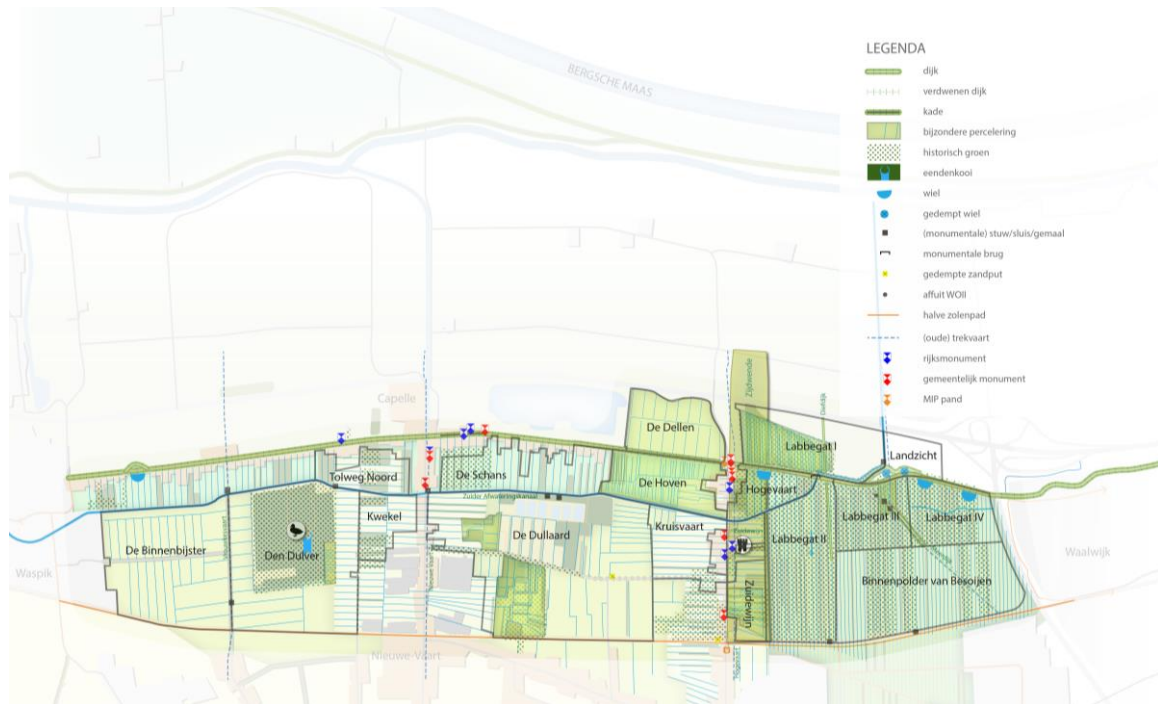 LEGENDA
dijk
verdwenen dijk
kade
bijzondere percelering
historisch groen
eendenkooi
wiel
gedempt wiel
(monumentale) stuw/sluis/gemaal
monumentale brug
gedempte zandput
affuit WOII
halve zolenpad
(oude) trekvaart
rijksmonument
gemeentelijk monument
MIP pand
BERGSCHE MAAS
Capelle
Zijdwende
Oudijk
De Dellen
Labbegat I
Landzicht
Tolweg Noord
De Schans
De Hoven
Hogevaart
Zuider Afwateringskanaal
Kwekel
De Dullaard
Kruisvaart
Labbegat II
Labbegat III
Labbegat IV
De Binnenbijster
Den Dulver
Waspik
Waalwijk
Binnenpolder van Besoijen
Zuidewijn
Nieuwe-Vaart